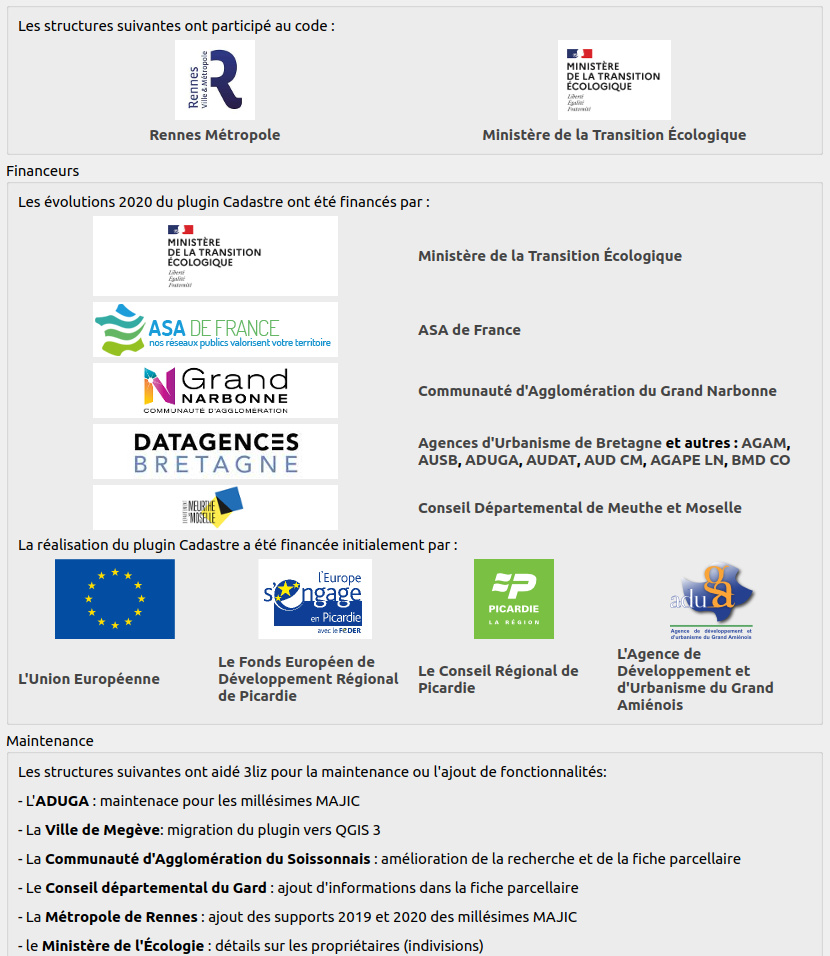 Les structures suivantes ont participé au code :
Rennes
Ville & Métropole
MINISTÈRE
DE LA TRANSITION
ÉCOLOGIQUE
Liberté
Égalité
Fraternité
Rennes Métropole
Ministère de la Transition Écologique
Financeurs
Les évolutions 2020 du plugin Cadastre ont été financés par :
MINISTÈRE
DE LA TRANSITION
ÉCOLOGIQUE
Liberté
Égalité
Fraternité
Ministère de la Transition Écologique
ASA DE FRANCE
nos réseaux publics valorisent votre territoire
ASA de France
Grand
NARBONNE
COMMUNAUTÉ D'AGGLOMÉRATION
Communauté d'Agglomération du Grand Narbonne
DATAGENCES
BRETAGNE
Agences d'Urbanisme de Bretagne et autres : AGAM,
AUSB, ADUGA, AUDAT, AUD CM, AGAPE LN, BMD CO
MEURTHE
MOSELLE
Conseil Départemental de Meuthe et Moselle
La réalisation du plugin Cadastre a été financée initialement par :
l'Europe
s'engage
en Picardie
avec le FEDER
PICARDIE
LA RÉGION
aduga
Agence de développement et
d'urbanisme du Grand Amiénois
L'Union Européenne
Le Fonds Européen de
Développement Régional
de Picardie
Le Conseil Régional de
Picardie
L'Agence de
Développement et
d'Urbanisme du Grand
Amiénois
Maintenance
Les structures suivantes ont aidé 3liz pour la maintenance ou l'ajout de fonctionnalités:
- L'ADUGA : maintenace pour les millésimes MAJIC
- La Ville de Megève: migration du plugin vers QGIS 3
- La Communauté d'Agglomération du Soissonnais : amélioration de la recherche et de la fiche parcellaire
- Le Conseil départemental du Gard : ajout d'informations dans la fiche parcellaire
- La Métropole de Rennes : ajout des supports 2019 et 2020 des millésimes MAJIC
- le Ministère de l'Écologie : détails sur les propriétaires (indivisions)